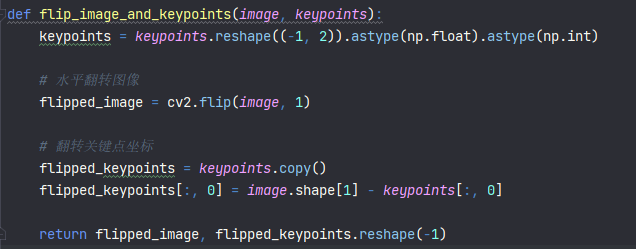 def flip_image_and_keypoints(image, keypoints):
keypoints = keypoints.reshape((-1, 2)).astype(np.float).astype(np.int)
# 水平翻转图像
flipped_image = cv2.flip(image, 1)
# 翻转关键点坐标
flipped_keypoints = keypoints.copy()
flipped_keypoints[:, 0] = image.shape[1] - keypoints[:, 0]
return flipped_image, flipped_keypoints.reshape(-1)